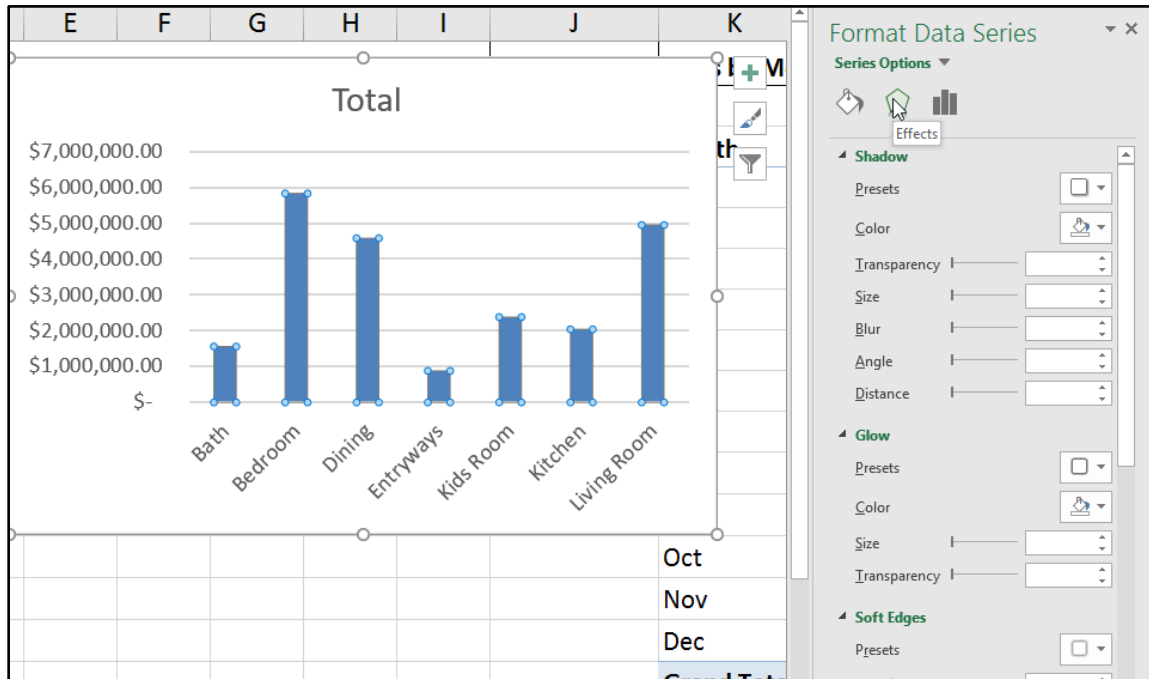 E F G H I J K
Total
$7,000,000.00
$6,000,000.00
$5,000,000.00
$4,000,000.00
$3,000,000.00
$2,000,000.00
$1,000,000.00
$-
Bath
Bedroom
Dining
Entryways
Kids Room
Kitchen
Living Room
th
Oct
Nov
Dec
Format Data Series
Series Options
Effects
Shadow
Presets
Color
Transparency
Size
Blur
Angle
Distance
Glow
Presets
Color
Size
Transparency
Soft Edges
Presets